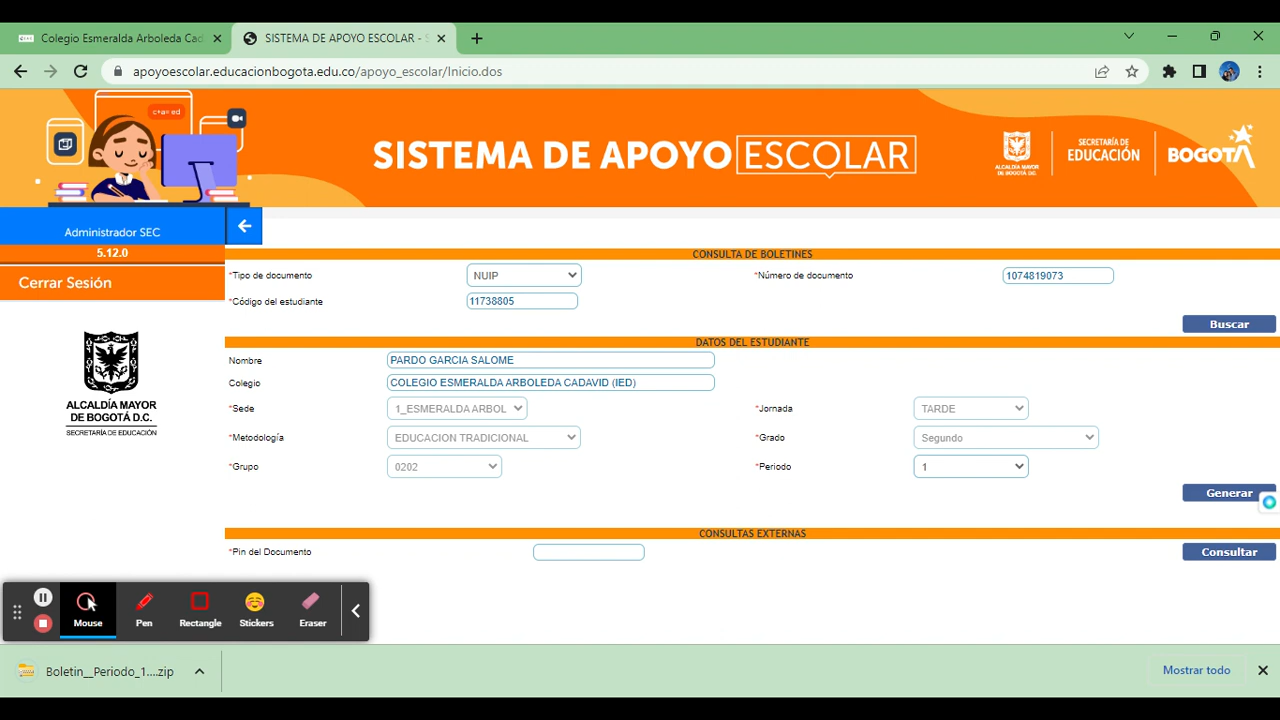 Colegio Esmeralda Arboleda Cad
SISTEMA DE APOYO ESCOLAR - S
apoyoescolar.educacionbogota.edu.co/apoyo_escolar/Inicio.dos
c+a= ed
SISTEMA DE APOYO ESCOLAR
ALCALDÍA MAYOR
DE BOGOTÁ D.C.
SECRETARÍA DE
EDUCACIÓN
BOGOTÁ
Administrador SEC
5.12.0
Cerrar Sesión
ALCALDÍA MAYOR
DE BOGOTÁ D.C.
SECRETARÍA DE EDUCACIÓN
CONSULTA DE BOLETINES
*Tipo de documento NUIP *Número de documento 1074819073
*Código del estudiante 11738805
Buscar
DATOS DEL ESTUDIANTE
Nombre PARDO GARCIA SALOME
Colegio COLEGIO ESMERALDA ARBOLEDA CADAVID (IED)
*Sede 1_ESMERALDA ARBOL *Jornada TARDE
*Metodología EDUCACION TRADICIONAL *Grado Segundo
*Grupo 0202 *Periodo 1
Generar
CONSULTAS EXTERNAS
*Pin del Documento Consultar
Mouse Pen Rectangle Stickers Eraser
Boletin__Periodo_1....zip
Mostrar todo